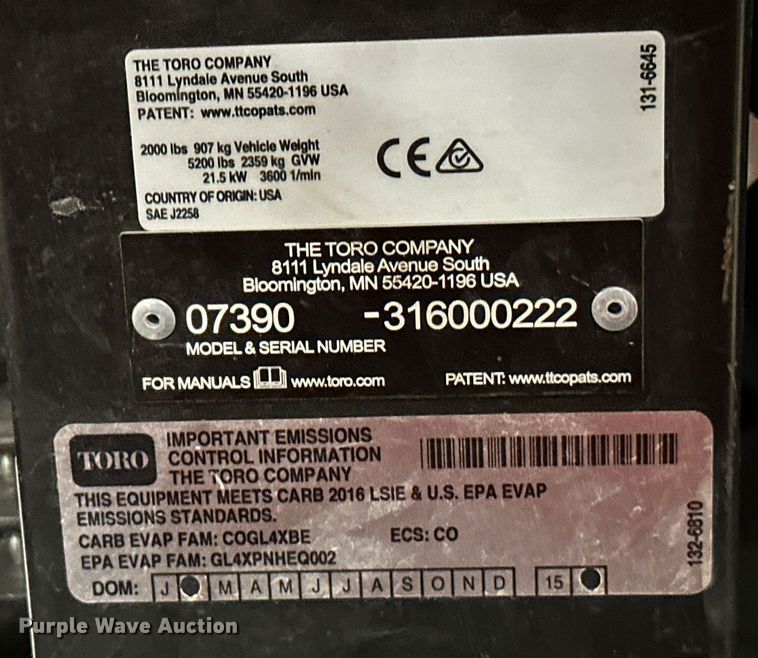 THE TORO COMPANY
8111 Lyndale Avenue South
Bloomington, MN 55420-1196 USA
PATENT: www.ttcopats.com
131-6645
2000 lbs 907 kg Vehicle Weight
5200 lbs 2359 kg GVW
21.5 kW 3600 1/min
CE
COUNTRY OF ORIGIN: USA
SAE J2258
THE TORO COMPANY
8111 Lyndale Avenue South
Bloomington, MN 55420-1196 USA
07390 -316000222
MODEL & SERIAL NUMBER
FOR MANUALS www.toro.com PATENT: www.ttcopats.com
TORO
IMPORTANT EMISSIONS
CONTROL INFORMATION
THE TORO COMPANY
THIS EQUIPMENT MEETS CARB 2016 LSIE & U.S. EPA EVAP
EMISSIONS STANDARDS.
CARB EVAP FAM: COGL4XBE ECS: CO
EPA EVAP FAM: GL4XPNHEQ002
DOM: J M A M J J A S O N D 15
132-6810
Purple Wave Auction